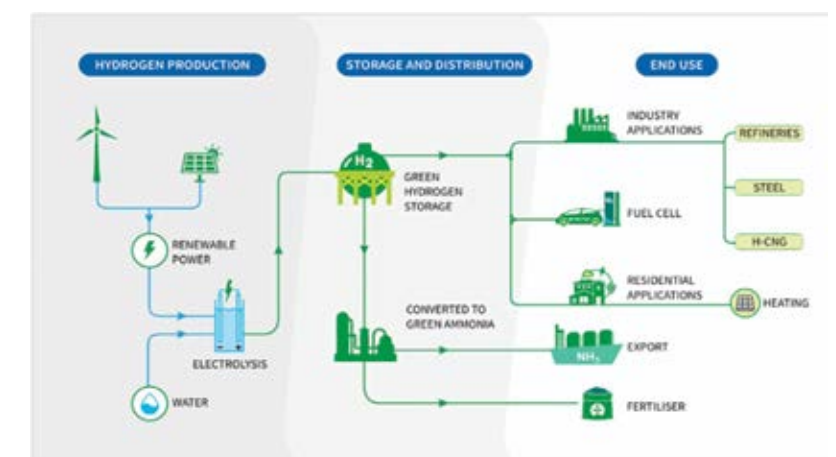 HYDROGEN PRODUCTION
STORAGE AND DISTRIBUTION
END USE
RENEWABLE
POWER
ELECTROLYSIS
WATER
H2
GREEN
HYDROGEN
STORAGE
CONVERTED TO
GREEN AMMONIA
INDUSTRY
APPLICATIONS
REFINERIES
STEEL
H-CNG
FUEL CELL
RESIDENTIAL
APPLICATIONS
HEATING
NH₃
EXPORT
FERTILISER